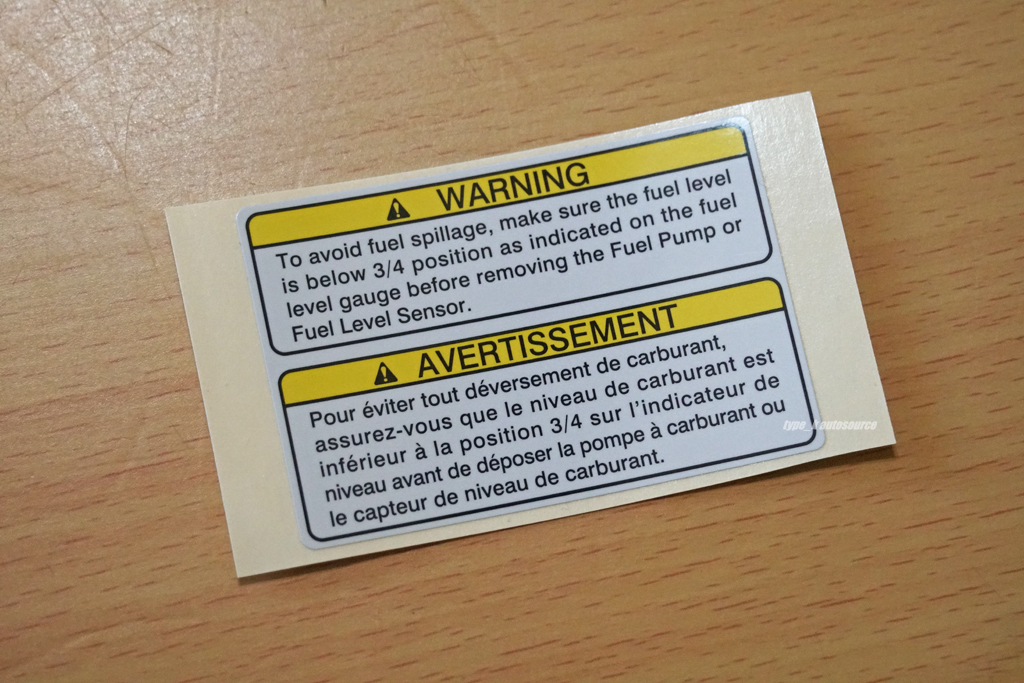 WARNING
To avoid fuel spillage, make sure the fuel level
is below 3/4 position as indicated on the fuel
level gauge before removing the Fuel Pump or
Fuel Level Sensor.
AVERTISSEMENT
Pour éviter tout déversement de carburant,
assurez-vous que le niveau de carburant est
inférieur à la position 3/4 sur l'indicateur de
niveau avant de déposer la pompe à carburant ou
le capteur de niveau de carburant.